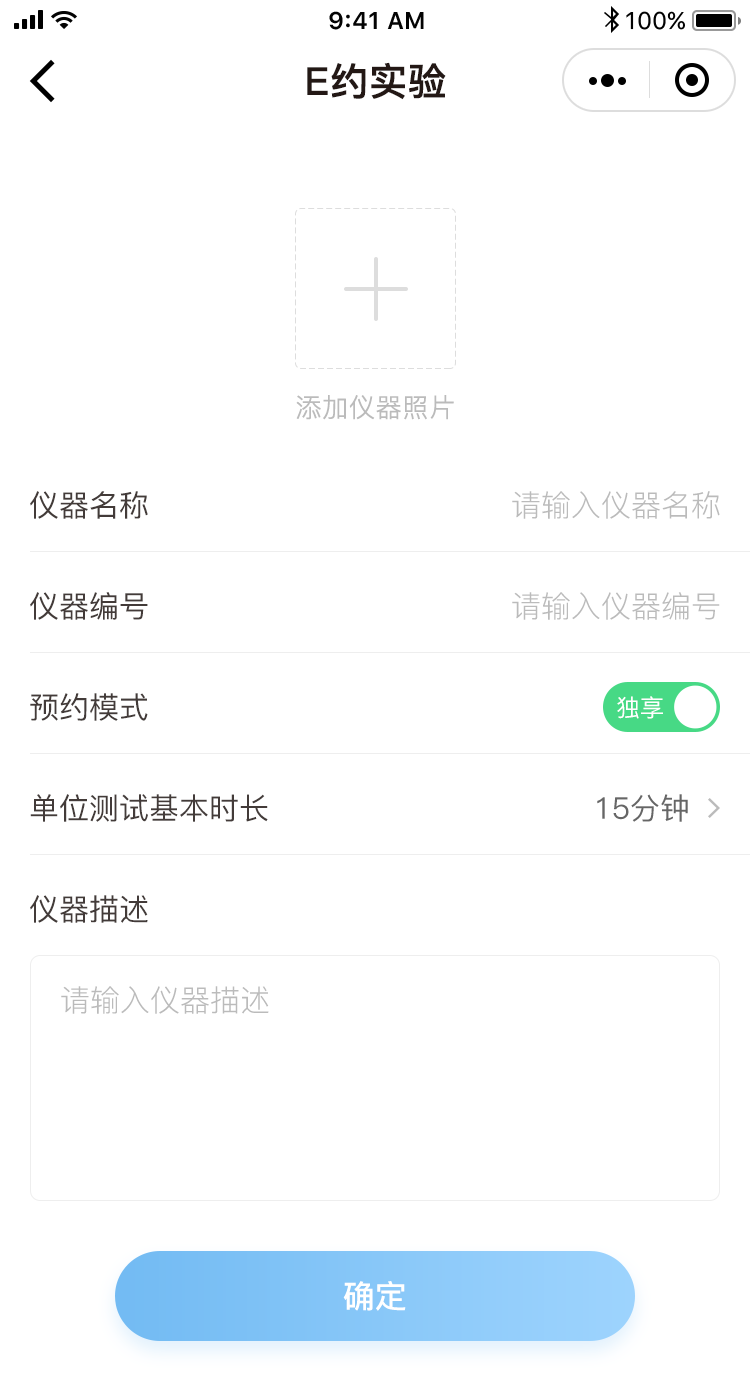 9:41 AM
100%
E约实验
添加仪器照片
仪器名称 请输入仪器名称
仪器编号 请输入仪器编号
预约模式 独享
单位测试基本时长 15分钟
仪器描述
请输入仪器描述
确定